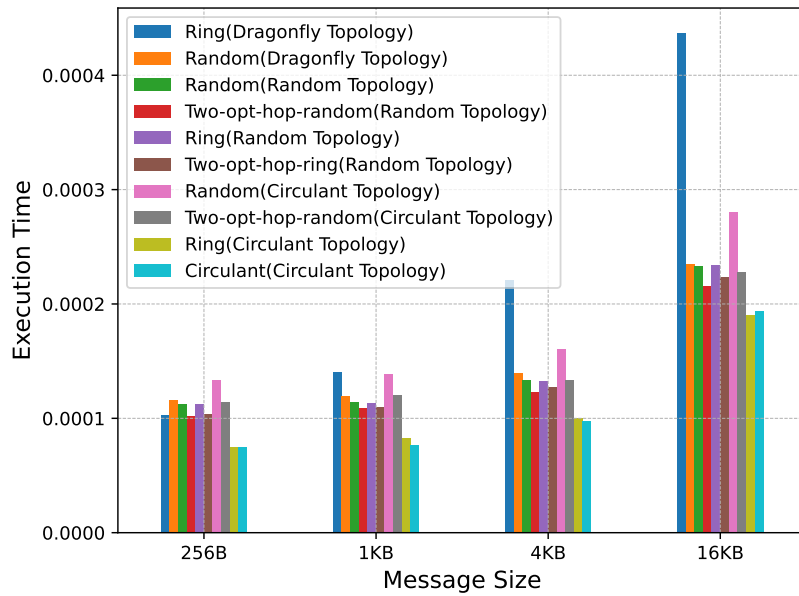 Ring(Dragonfly Topology)
Random(Dragonfly Topology)
Random(Random Topology)
Two-opt-hop-random(Random Topology)
Ring(Random Topology)
Two-opt-hop-ring(Random Topology)
Random(Circulant Topology)
Two-opt-hop-random(Circulant Topology)
Ring(Circulant Topology)
Circulant(Circulant Topology)
0.0004
0.0003
0.0002
0.0001
0.0000
Execution Time
256B
1KB
4KB
16KB
Message Size